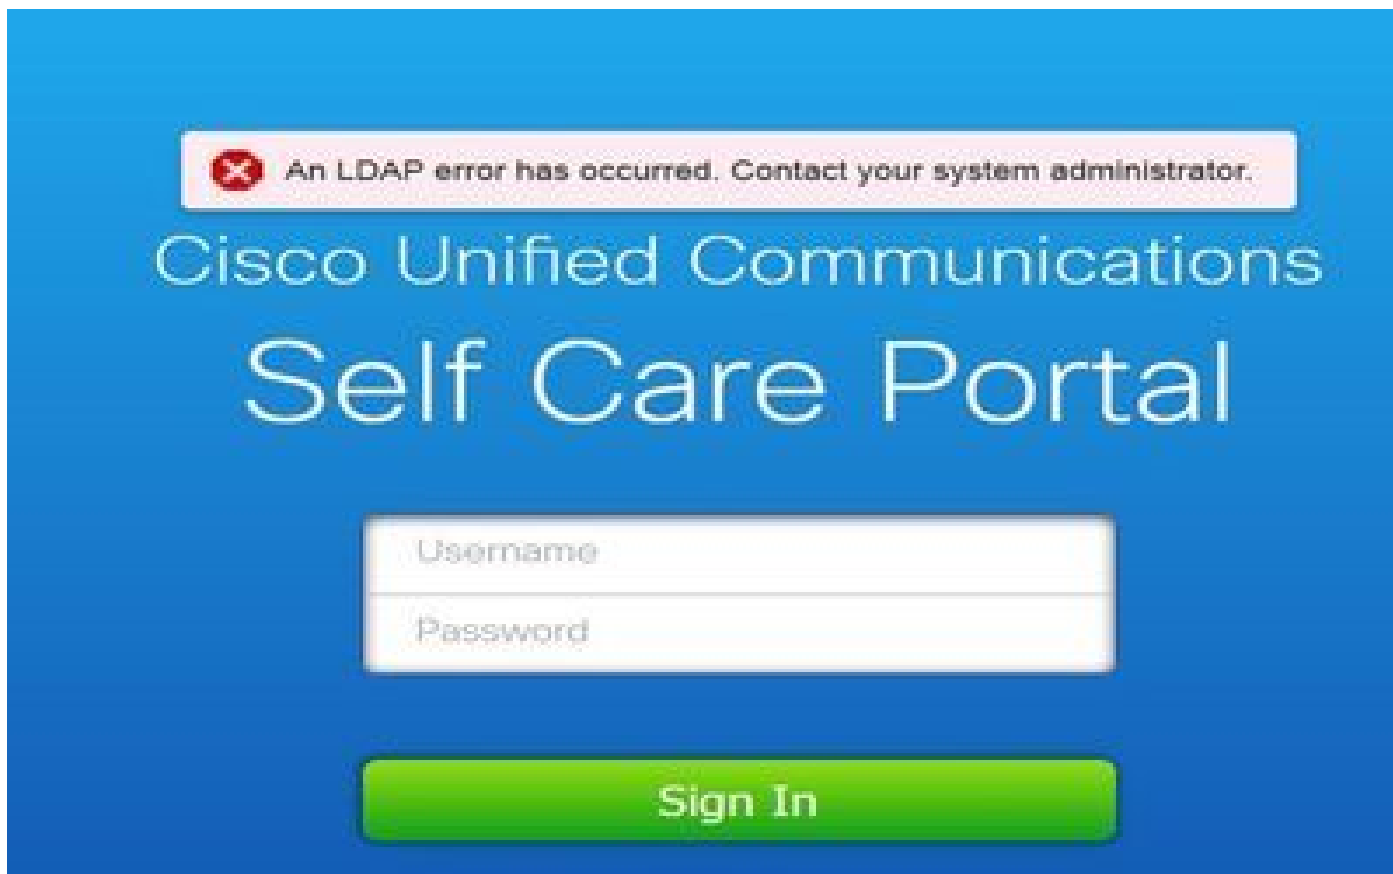 An LDAP error has occurred. Contact your system administrator.
Cisco Unified Communications
Self Care Portal
Username
Password
Sign In